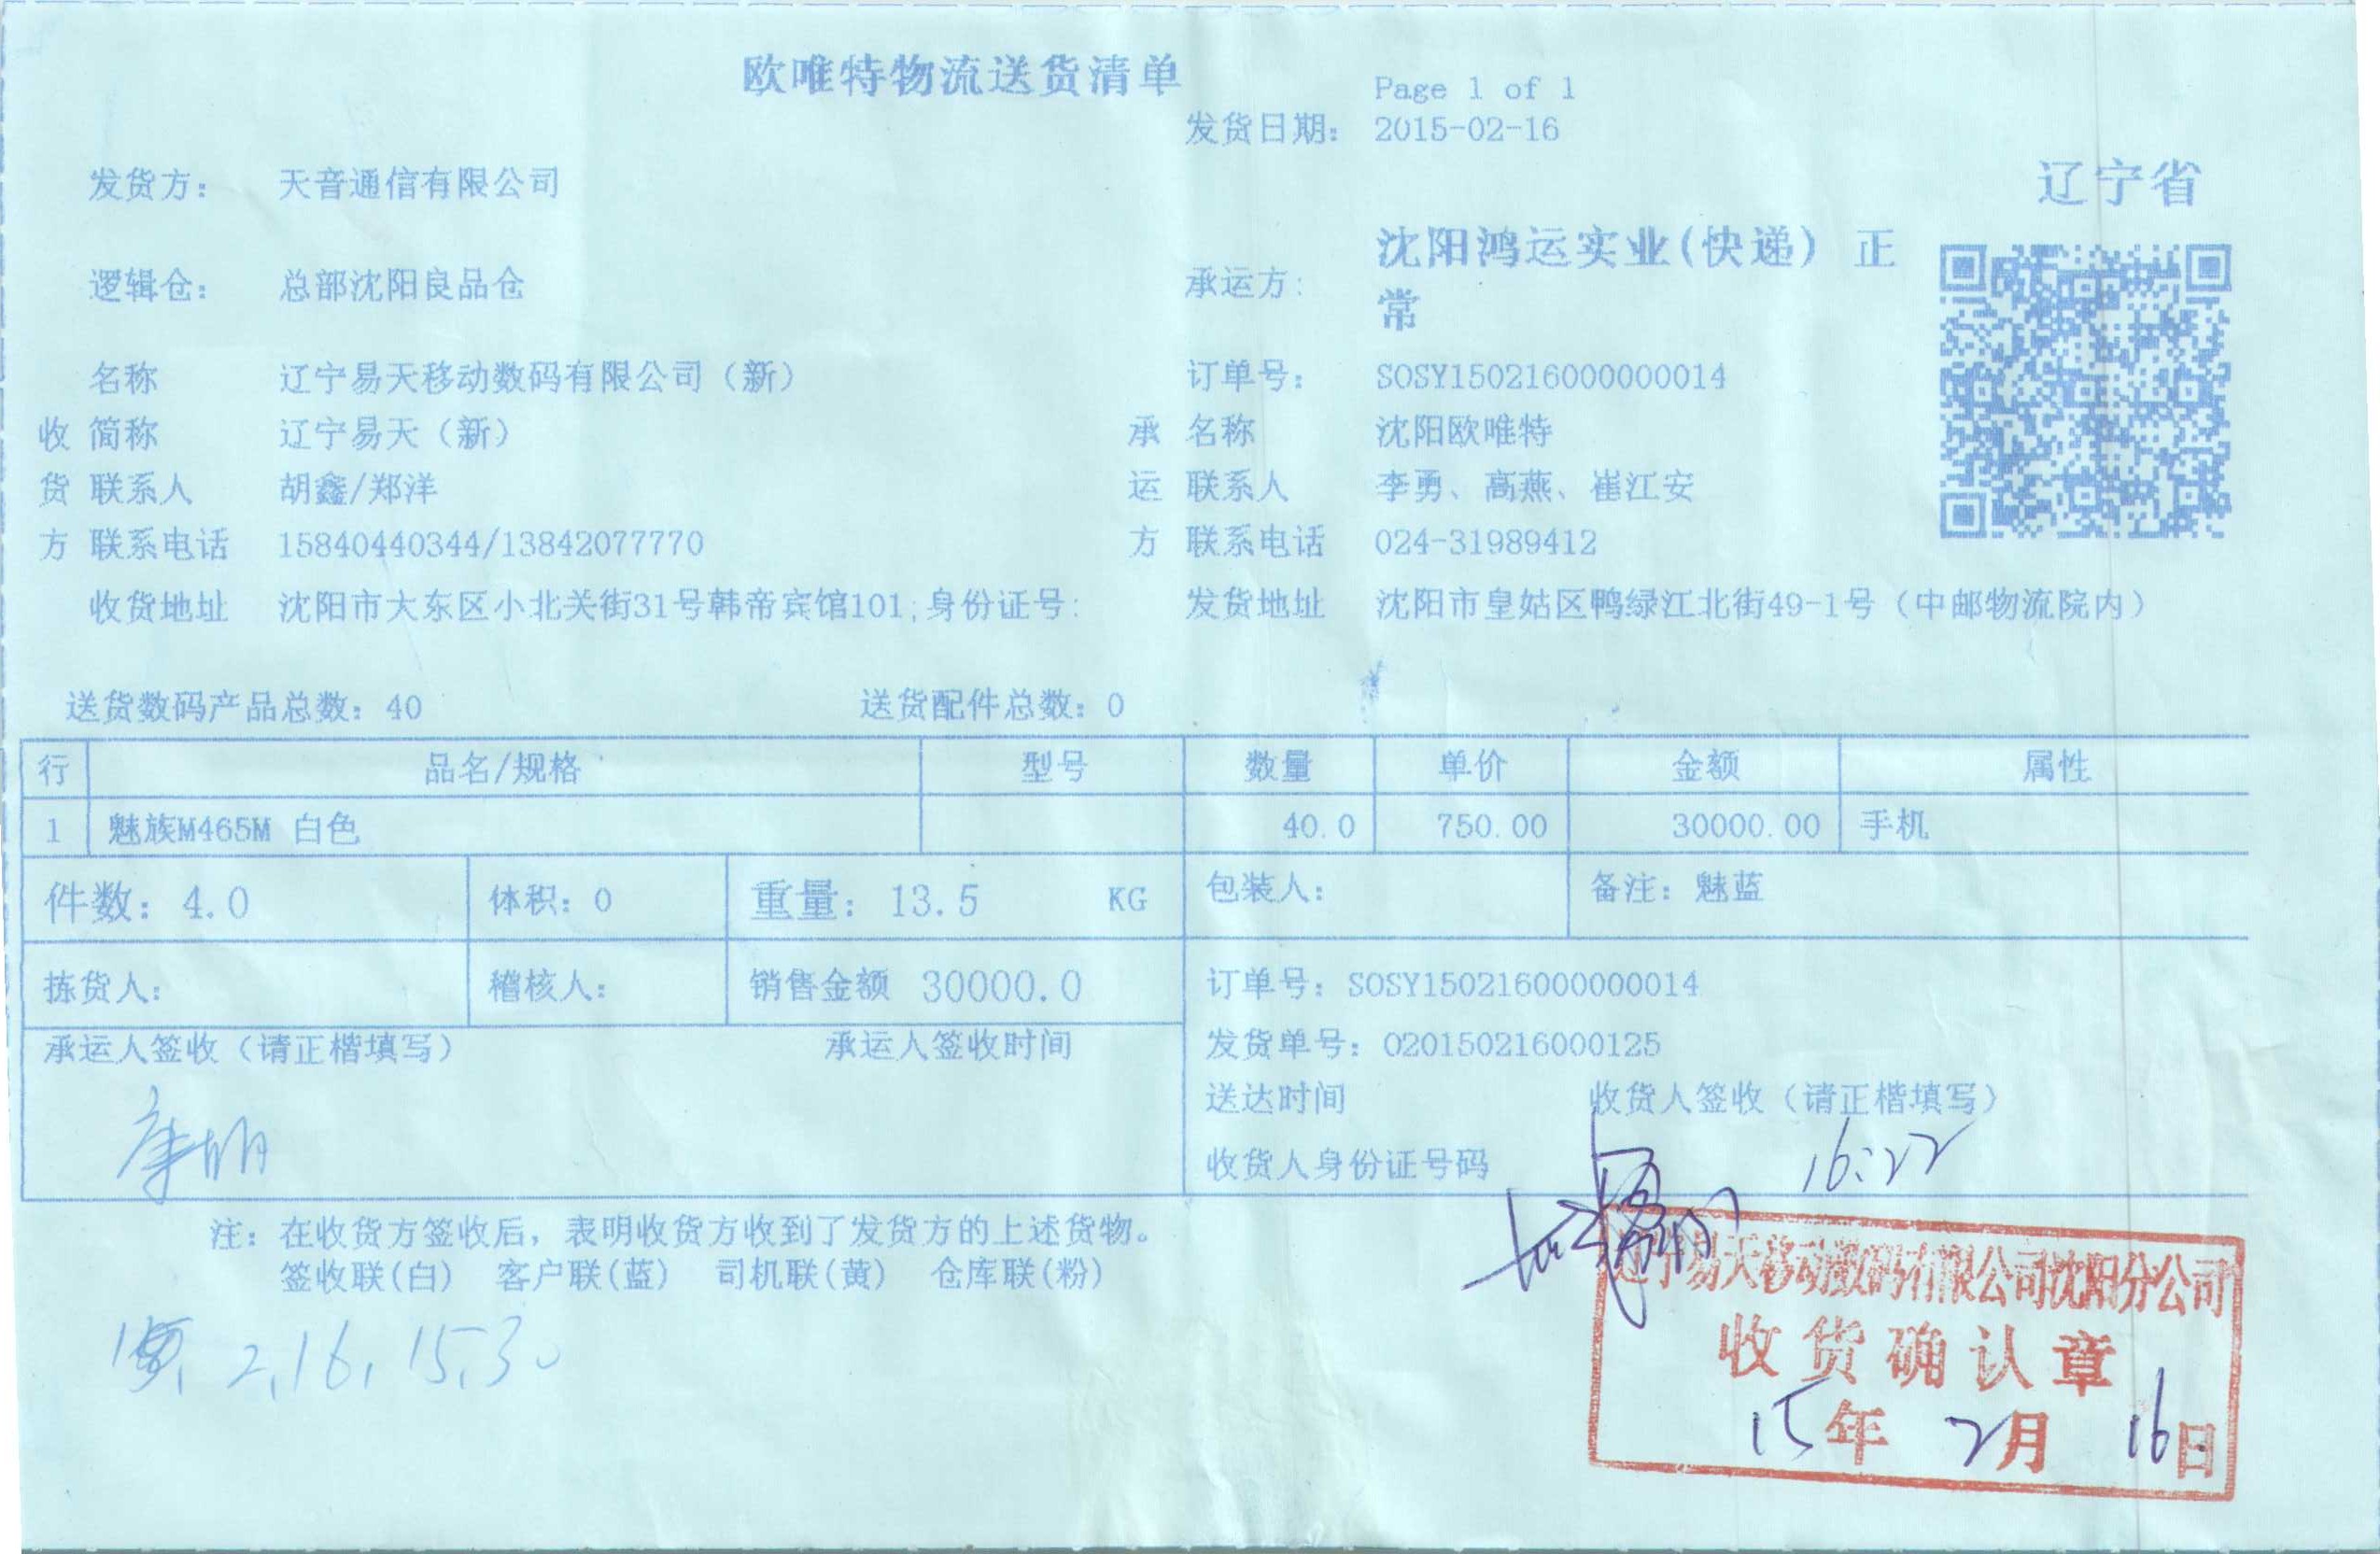 欧唯特物流送货清单
Page 1 of 1
发货日期： 2015-02-16
发货方： 天音通信有限公司
辽宁省
逻辑仓： 总部沈阳良品仓
承运方： 沈阳鸿运实业(快递) 正
常
名称 辽宁易天移动数码有限公司（新） 订单号： SOSY150216000000014
收 简称 辽宁易天（新） 承 名称 沈阳欧唯特
货 联系人 胡鑫/郑洋 运 联系人 李勇、高燕、崔江安
方 联系电话 15840440344/13842077770 方 联系电话 024-31989412
收货地址 沈阳市大东区小北关街31号韩帝宾馆101;身份证号: 发货地址 沈阳市皇姑区鸭绿江北街49-1号（中邮物流院内）
送货数码产品总数：40 送货配件总数：0
行 品名/规格 型号 数量 单价 金额 属性
1 魅族M465M 白色 40.0 750.00 30000.00 手机
件数：4.0 体积：0 重量：13.5 KG 包装人： 备注：魅蓝
拣货人： 稽核人： 销售金额 30000.0 订单号：SOSY150216000000014
承运人签收（请正楷填写） 承运人签收时间 发货单号：020150216000125
送达时间 收货人签收（请正楷填写）
收货人身份证号码 16:22
注：在收货方签收后，表明收货方收到了发货方的上述货物。
签收联(白) 客户联(蓝) 司机联(黄) 仓库联(粉)
2,16,15,30
辽宁易天移动数码有限公司沈阳分公司
收货确认章
15年 2月 16日